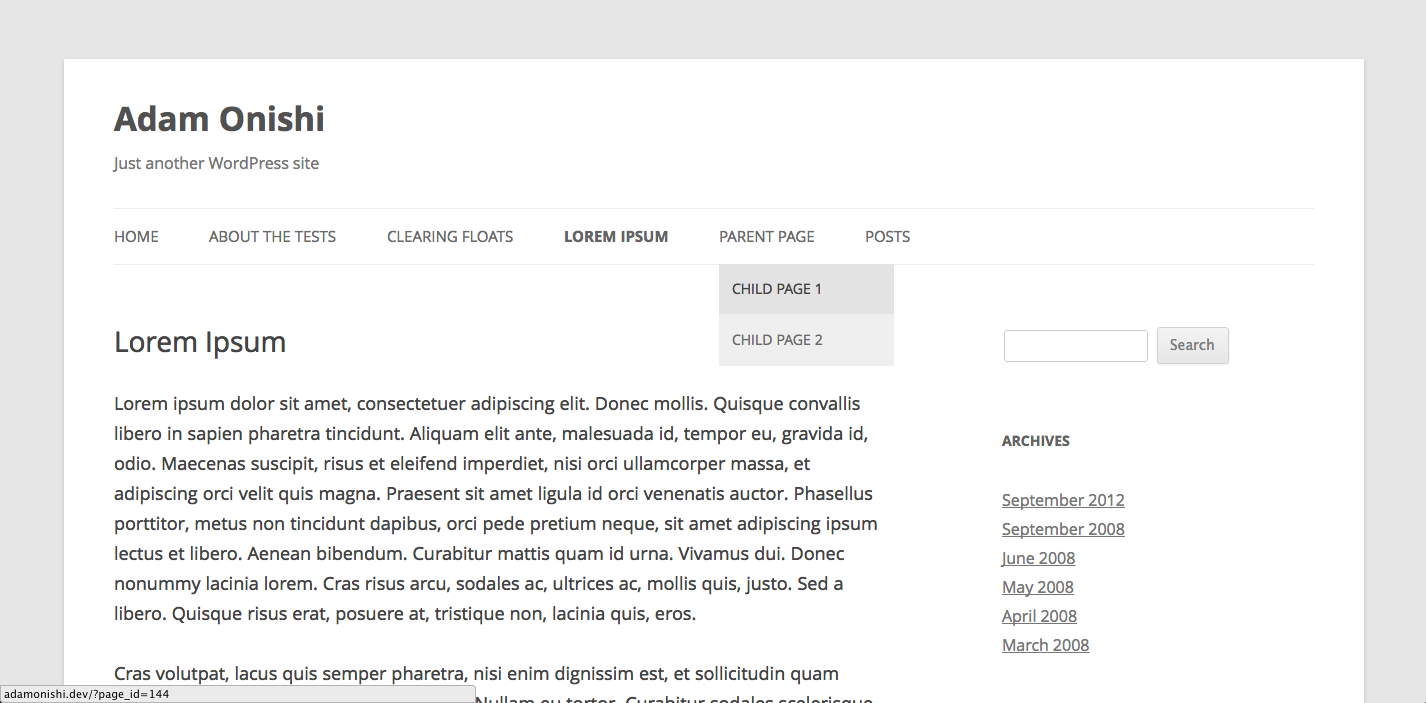 Adam Onishi
Just another WordPress site
HOME ABOUT THE TESTS CLEARING FLOATS LOREM IPSUM PARENT PAGE POSTS
CHILD PAGE 1
CHILD PAGE 2
Lorem Ipsum
Lorem ipsum dolor sit amet, consectetuer adipiscing elit. Donec mollis. Quisque convallis
libero in sapien pharetra tincidunt. Aliquam elit ante, malesuada id, tempor eu, gravida id,
odio. Maecenas suscipit, risus et eleifend imperdiet, nisi orci ullamcorper massa, et
adipiscing orci velit quis magna. Praesent sit amet ligula id orci venenatis auctor. Phasellus
porttitor, metus non tincidunt dapibus, orci pede pretium neque, sit amet adipiscing ipsum
lectus et libero. Aenean bibendum. Curabitur mattis quam id urna. Vivamus dui. Donec
nonummy lacinia lorem. Cras risus arcu, sodales ac, ultrices ac, mollis quis, justo. Sed a
libero. Quisque risus erat, posuere at, tristique non, lacinia quis, eros.
Cras volutpat, lacus quis semper pharetra, nisi enim dignissim est, et sollicitudin quam
Nullam eu tortor. Curabitur sodales scelerisque
Search
ARCHIVES
September 2012
September 2008
June 2008
May 2008
April 2008
March 2008
adamonishi.dev/?page_id=144